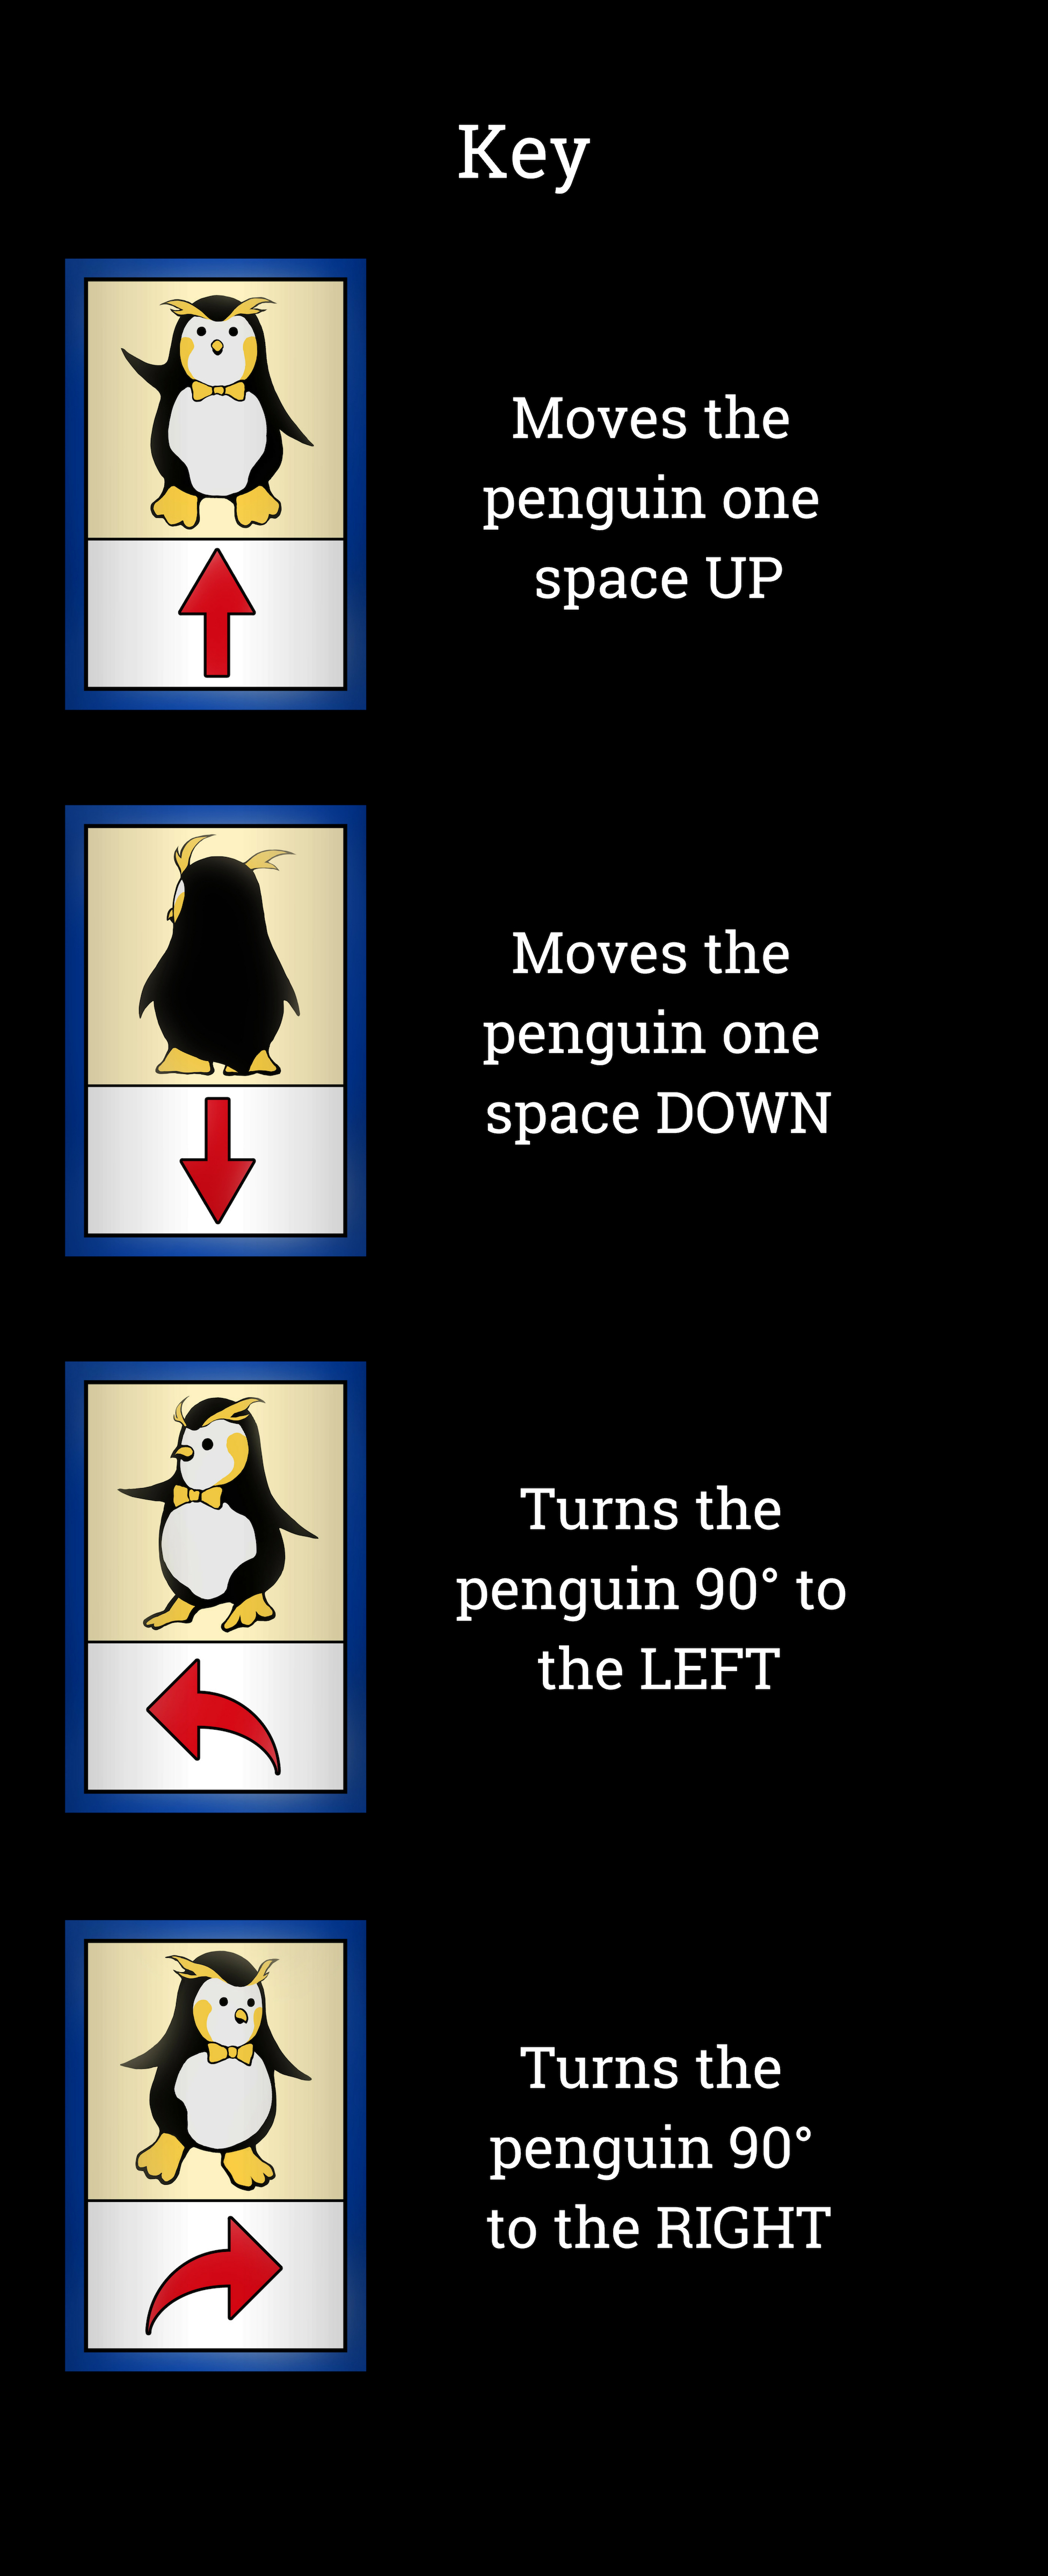 Key
Moves the
penguin one
space UP
Moves the
penguin one
space DOWN
Turns the
penguin 90° to
the LEFT
Turns the
penguin 90°
to the RIGHT